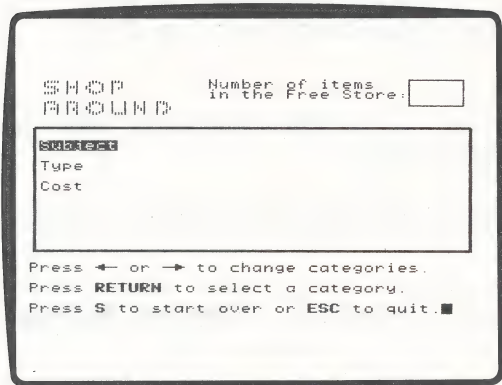 SHOP
AROUND
Number of items
in the Free Store:
Subject
Type
Cost
Press ← or → to change categories.
Press RETURN to select a category.
Press S to start over or ESC to quit.